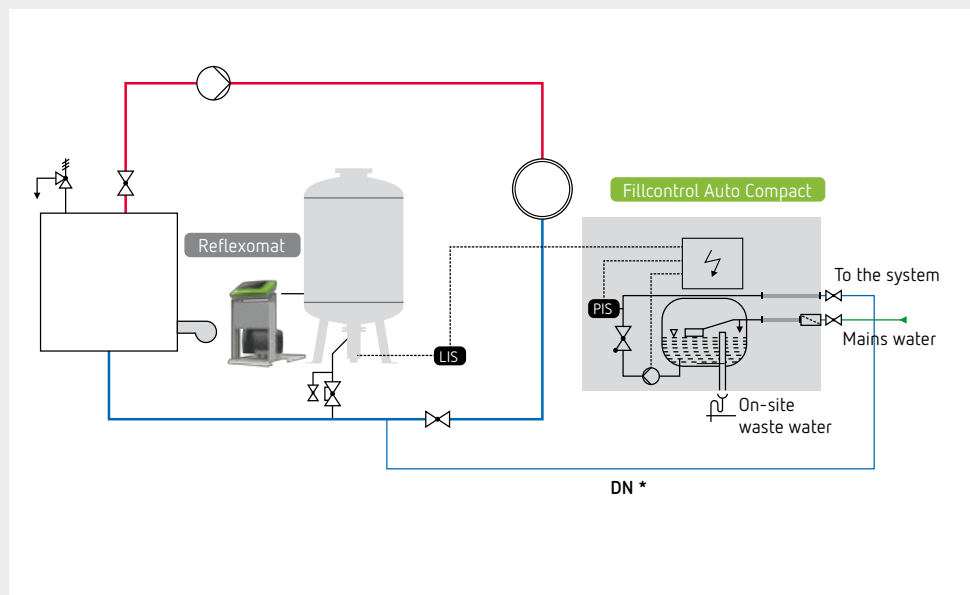 Fillcontrol Auto Compact
Reflexomat
To the system
PIS
Mains water
LIS
On-site
waste water
DN *